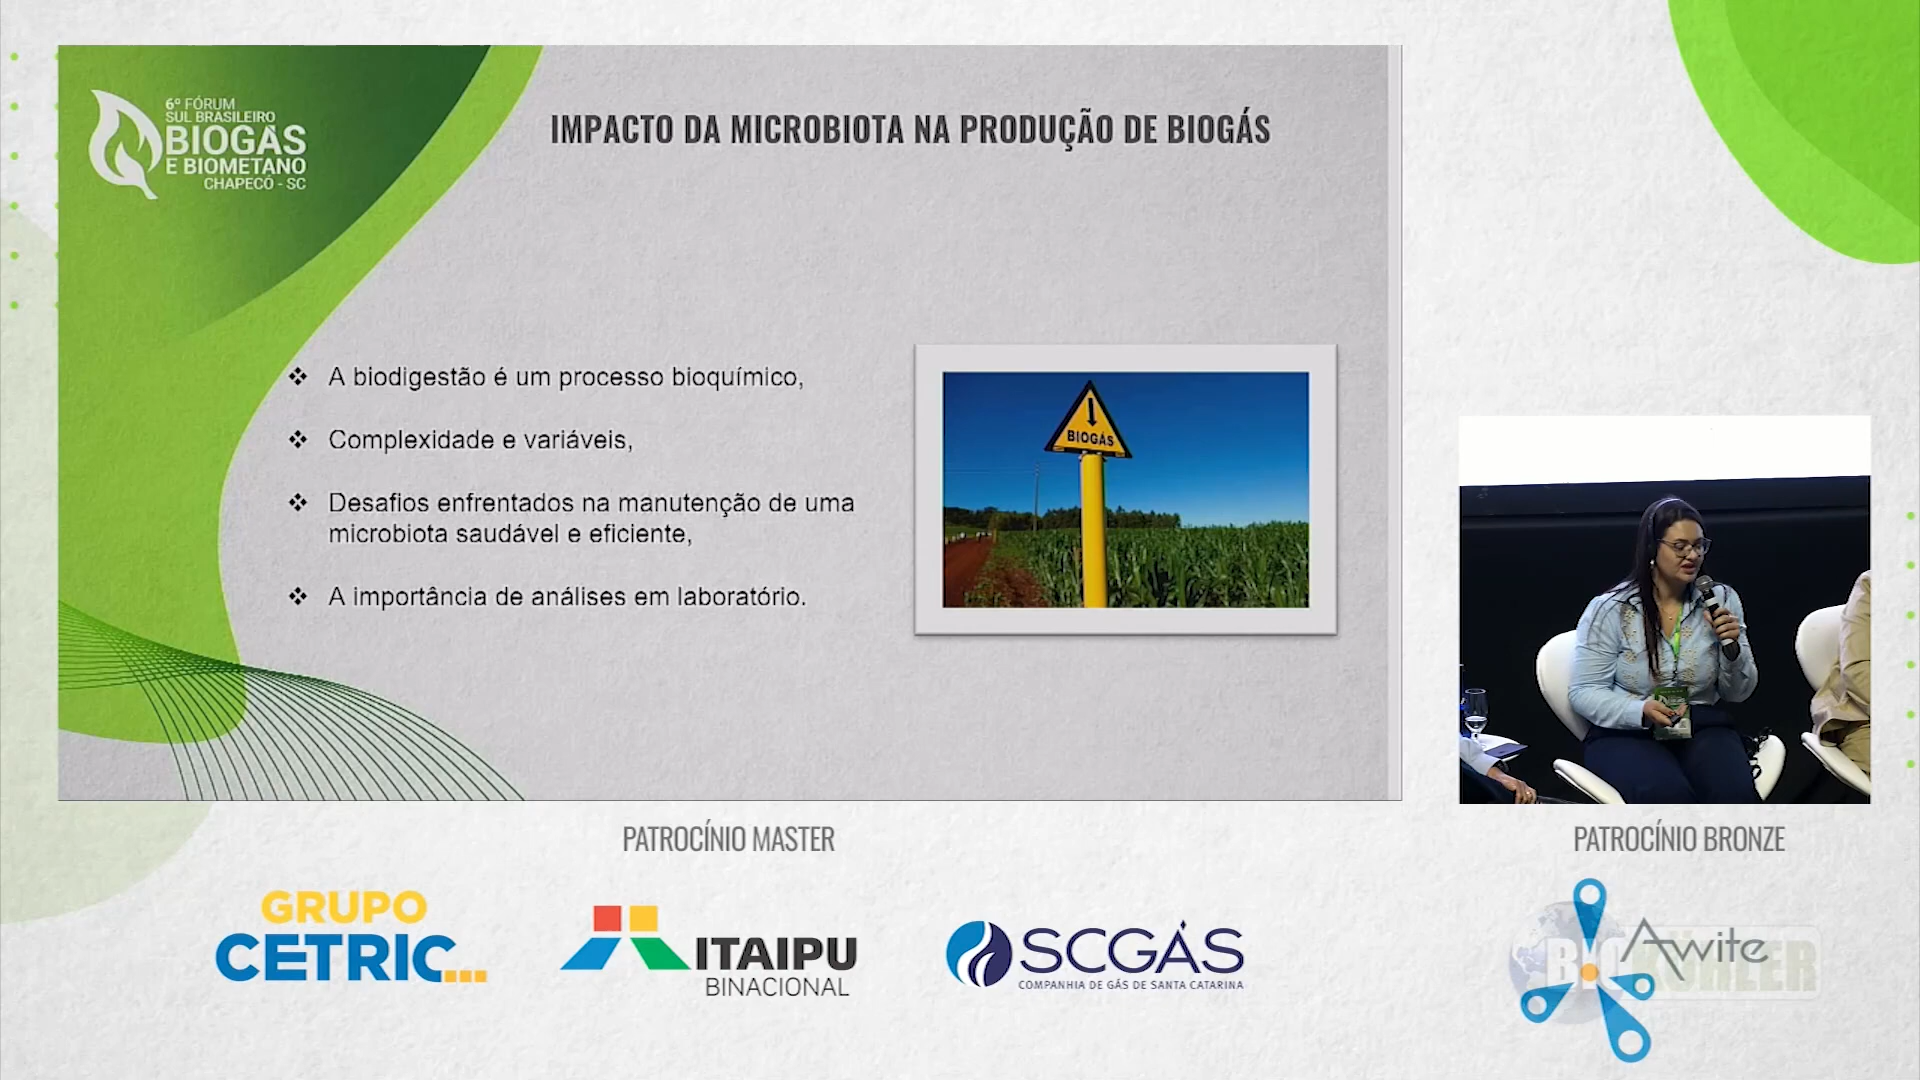 6º FÓRUM
SUL BRASILEIRO
BIOGÁS
E BIOMETANO
CHAPECÓ - SC
IMPACTO DA MICROBIOTA NA PRODUÇÃO DE BIOGÁS
❖ A biodigestão é um processo bioquímico,
❖ Complexidade e variáveis,
❖ Desafios enfrentados na manutenção de uma
microbiota saudável e eficiente,
❖ A importância de análises em laboratório.
BIOGÁS
PATROCÍNIO MASTER
PATROCÍNIO BRONZE
GRUPO
CETRIC...
ITAIPU
BINACIONAL
SCGÁS
COMPANHIA DE GÁS DE SANTA CATARINA
Awite